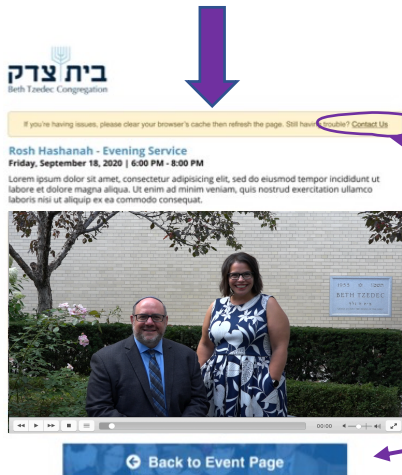 בית צדק
Beth Tzedec Congregation
If you're having issues, please clear your browser's cache then refresh the page. Still having trouble? Contact Us
Rosh Hashanah - Evening Service
Friday, September 18, 2020 | 6:00 PM - 8:00 PM
Lorem ipsum dolor sit amet, consectetur adipisicing elit, sed do eiusmod tempor incididunt ut
labore et dolore magna aliqua. Ut enim ad minim veniam, quis nostrud exercitation ullamco
laboris nisi ut aliquip ex ea commodo consequat.
BETH TZEDEC
00:00
Back to Event Page